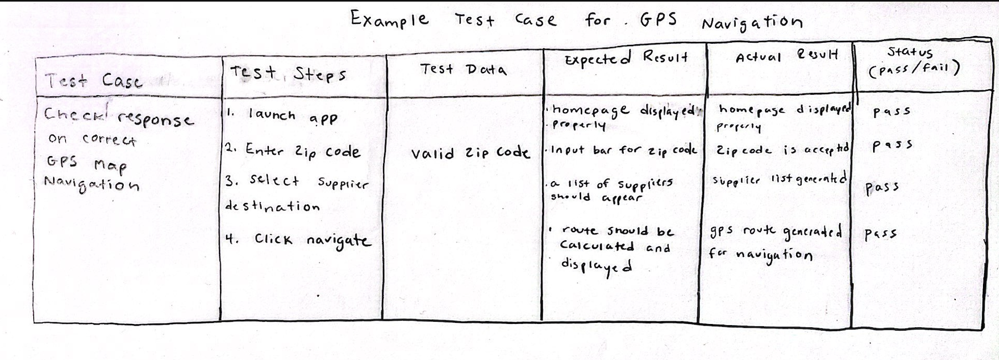 Example Test Case for GPS Navigation
Test Case
Test Steps
Test Data
Expected Result
Actual Result
Status
(pass/fail)
Check response
on correct
GPS Map
Navigation
1. launch app
2. Enter Zip code
3. select supplier
destination
4. Click navigate
Valid Zip Code
· homepage displayed
· properly
· Input bar for zip code
· a list of suppliers
should appear
· route should be
calculated and
· displayed
homepage displayed
properly
Zip code is accepted
supplier list generated
gps route generaded
for navigation
pass
pass
pass
pass